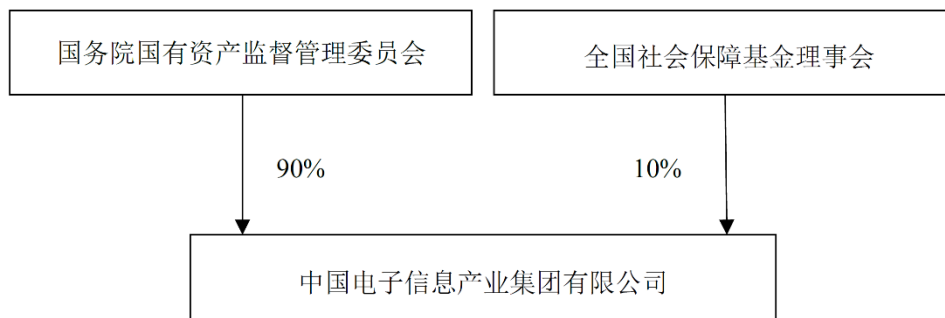 国务院国有资产监督管理委员会
全国社会保障基金理事会
90%
10%
中国电子信息产业集团有限公司